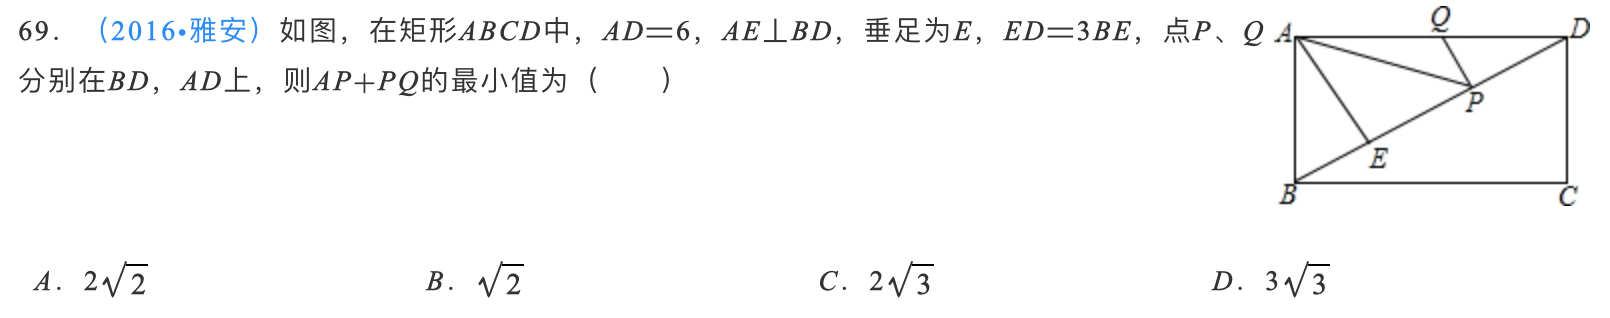 69. （2016•雅安）如图，在矩形ABCD中，AD＝6，AE⊥BD，垂足为E，ED＝3BE，点P、Q
分别在BD，AD上，则AP+PQ的最小值为（　　）
A Q D
P
E
B C
A. 2√2 B. √2 C. 2√3 D. 3√3